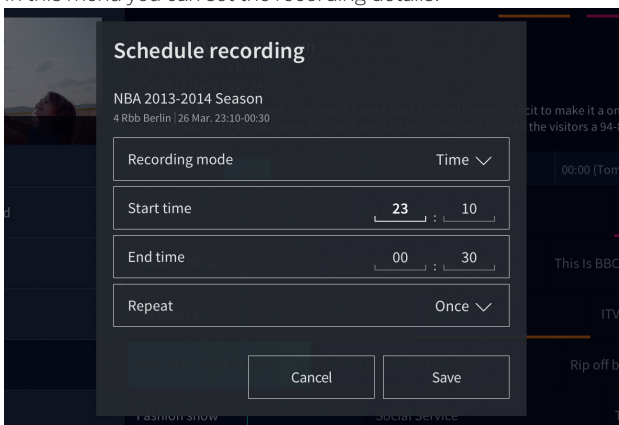 In this menu you can set the recording details.
Schedule recording
NBA 2013-2014 Season
4 Rbb Berlin | 26 Mar. 23:10-00:30
cit to make it a on
the visitors a 94-8
Recording mode Time
00:00 (Tom
Start time 23 : 10
d
End time 00 : 30
This Is BBC
Repeat Once
ITV
Rip off b
Cancel Save
Fashion show Social Service T